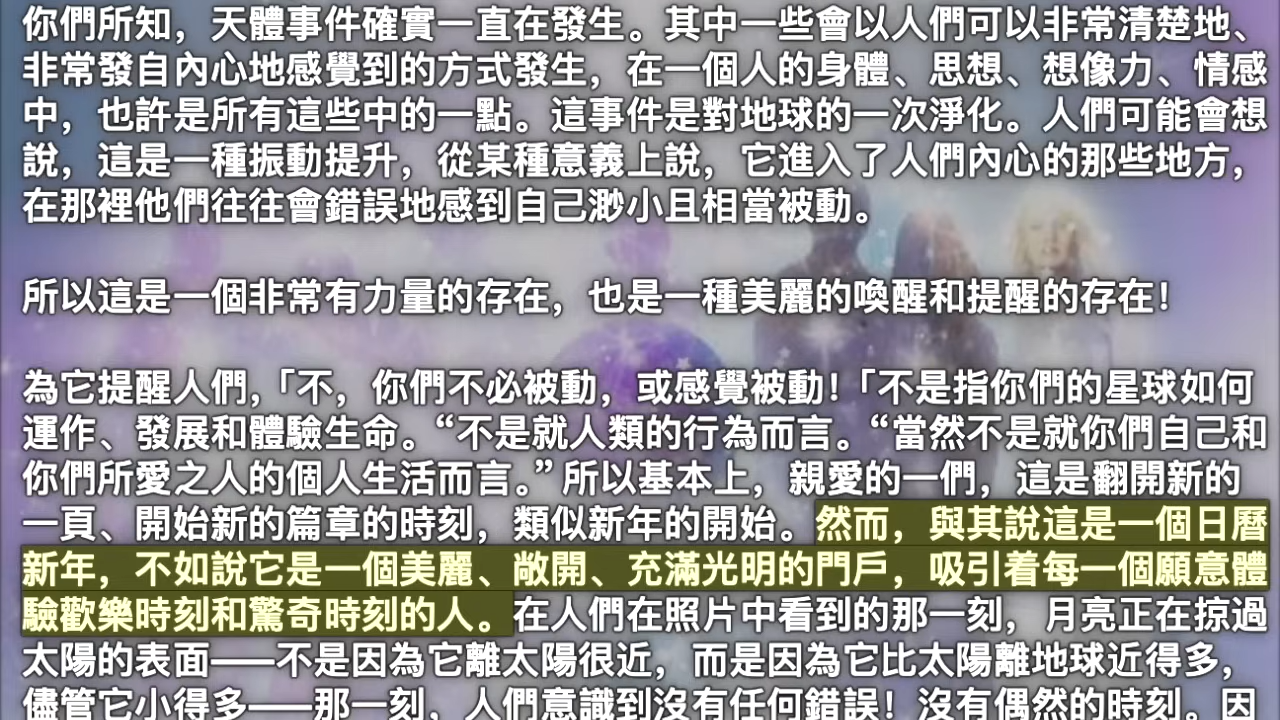 你們所知，天體事件確實一直在發生。其中一些會以人們可以非常清楚地、
非常發自內心地感覺到的方式發生，在一個人的身體、思想、想像力、情感
中，也許是所有這些中的一點。這事件是對地球的一次淨化。人們可能會想
說，這是一種振動提升，從某種意義上說，它進入了人們內心的那些地方，
在那裡他們往往會錯誤地感到自己渺小且相當被動。
所以這是一個非常有力量的存在，也是一種美麗的喚醒和提醒的存在！
為它提醒人們，「不，你們不必被動，或感覺被動！「不是指你們的星球如何
運作、發展和體驗生命。“不是就人類的行為而言。“當然不是就你們自己和
你們所愛之人的個人生活而言。” 所以基本上，親愛的一們，這是翻開新的
一頁、開始新的篇章的時刻，類似新年的開始。然而，與其說這是一個日曆
新年，不如說它是一個美麗、敞開、充滿光明的門戶，吸引着每一個願意體
驗歡樂時刻和驚奇時刻的人。在人們在照片中看到的那一刻，月亮正在掠過
太陽的表面——不是因為它離太陽很近，而是因為它比太陽離地球近得多，
儘管它小得多——那一刻，人們意識到沒有任何錯誤！沒有偶然的時刻。因